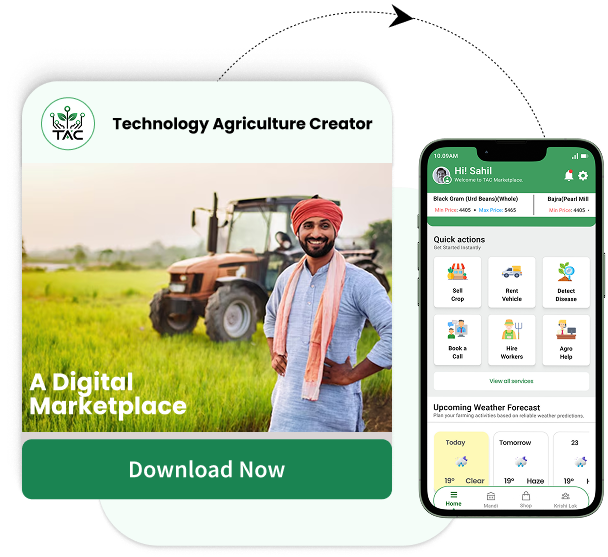 TAC
Technology Agriculture Creator
A Digital
Marketplace
Download Now
10.09AM
Hi! Sahil
Welcome to TAC Marketplace.
Black Gram (Urd Beans)(Whole)
Bajra(Pearl Mill
Min Price: 4405 • Max Price: 5465
Min Price: 4405 •
Quick actions
Get Started Instantly
Sell
Crop
Rent
Vehicle
Detect
Disease
Book a
Call
Hire
Workers
Agro
Help
View all services
Upcoming Weather Forecast
Plan your farming activities based on reliable weather predictions.
Today
Tomorrow
23
19° Clear
19° Haze
19° H
Home
Mandi
Shop
Krishi Lok